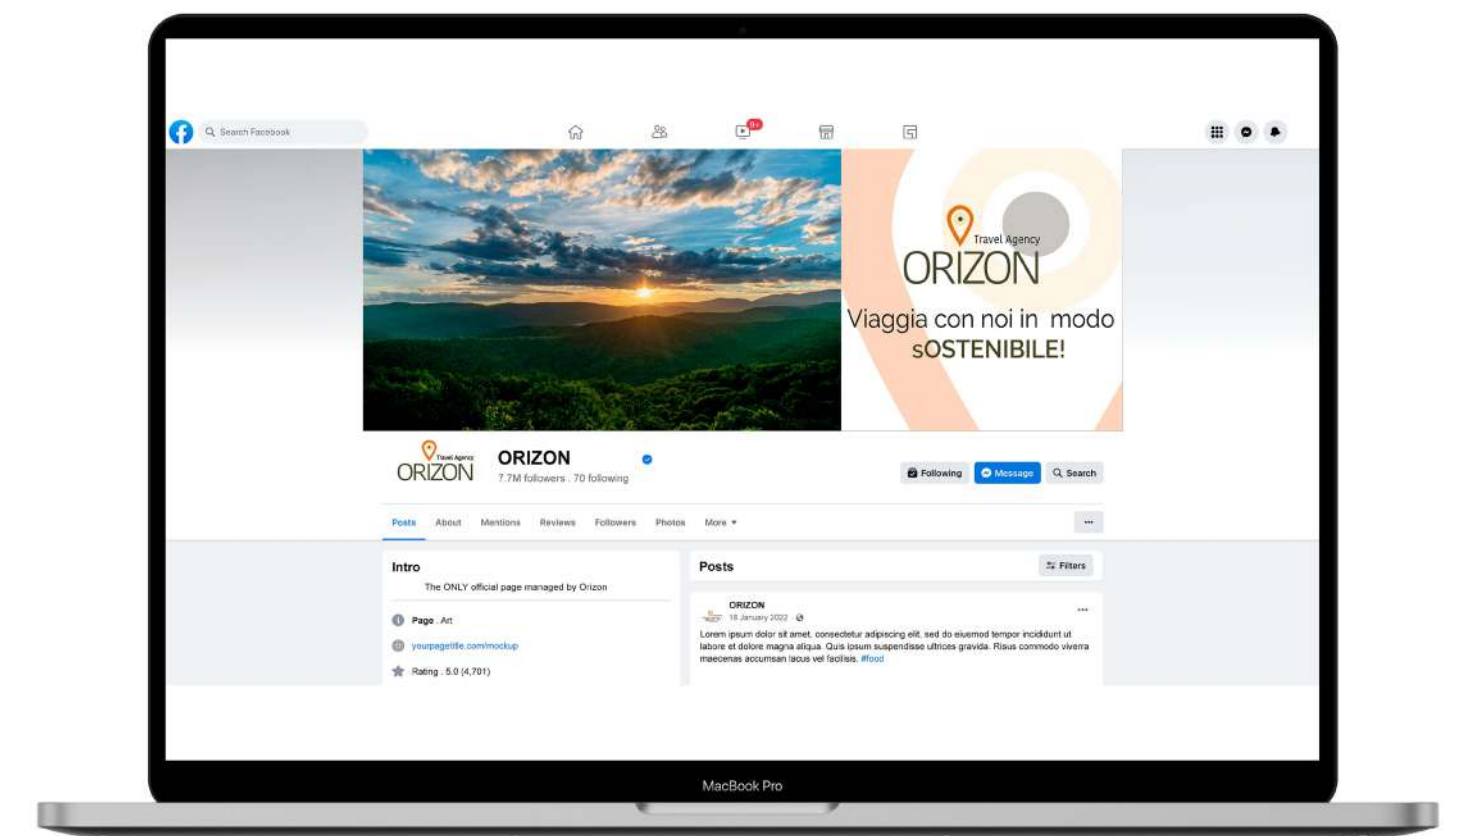 Search Facebook
9+
Travel Agency
ORIZON
Viaggia con noi in modo
sOSTENIBILE!
Travel Agency
ORIZON
ORIZON
7.7M followers . 70 following
Following
Message
Search
Posts About Mentions Reviews Followers Photos More
Intro
The ONLY official page managed by Orizon
Page . Art
yourpagetitle.com/mockup
Rating . 5.0 (4,701)
Posts
Filters
ORIZON
18 January 2022
Lorem ipsum dolor sit amet, consectetur adipiscing elit, sed do eiusmod tempor incididunt ut
labore et dolore magna aliqua. Quis ipsum suspendisse ultrices gravida. Risus commodo viverra
maecenas accumsan lacus vel facilisis. #food
MacBook Pro